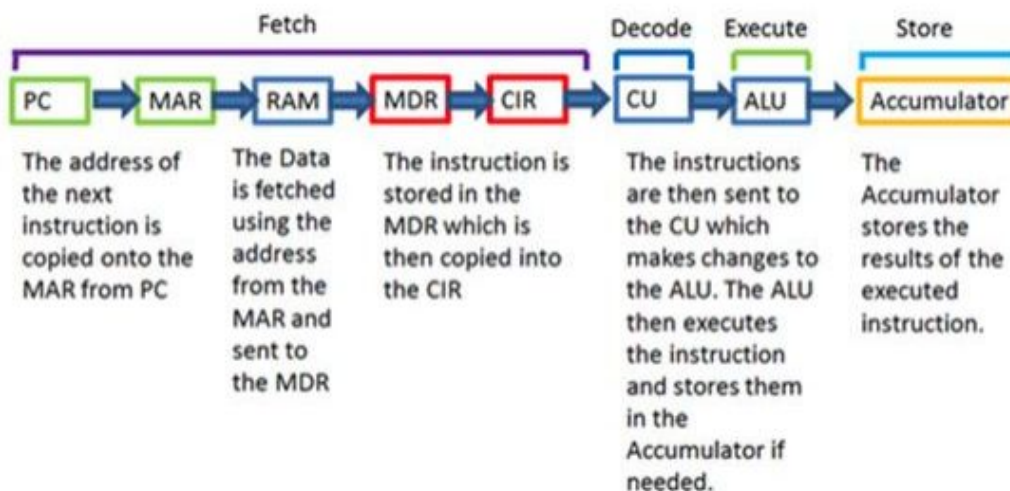 Fetch
Decode
Execute
Store
PC
MAR
RAM
MDR
CIR
CU
ALU
Accumulator
The address of
the next
instruction is
copied onto the
MAR from PC
The Data
is fetched
using the
address
from the
MAR and
sent to
the MDR
The instruction is
stored in the
MDR which is
then copied into
the CIR
The instructions
are then sent to
the CU which
makes changes to
the ALU. The ALU
then executes
the instruction
and stores them
in the
Accumulator if
needed.
The
Accumulator
stores the
results of the
executed
instruction.